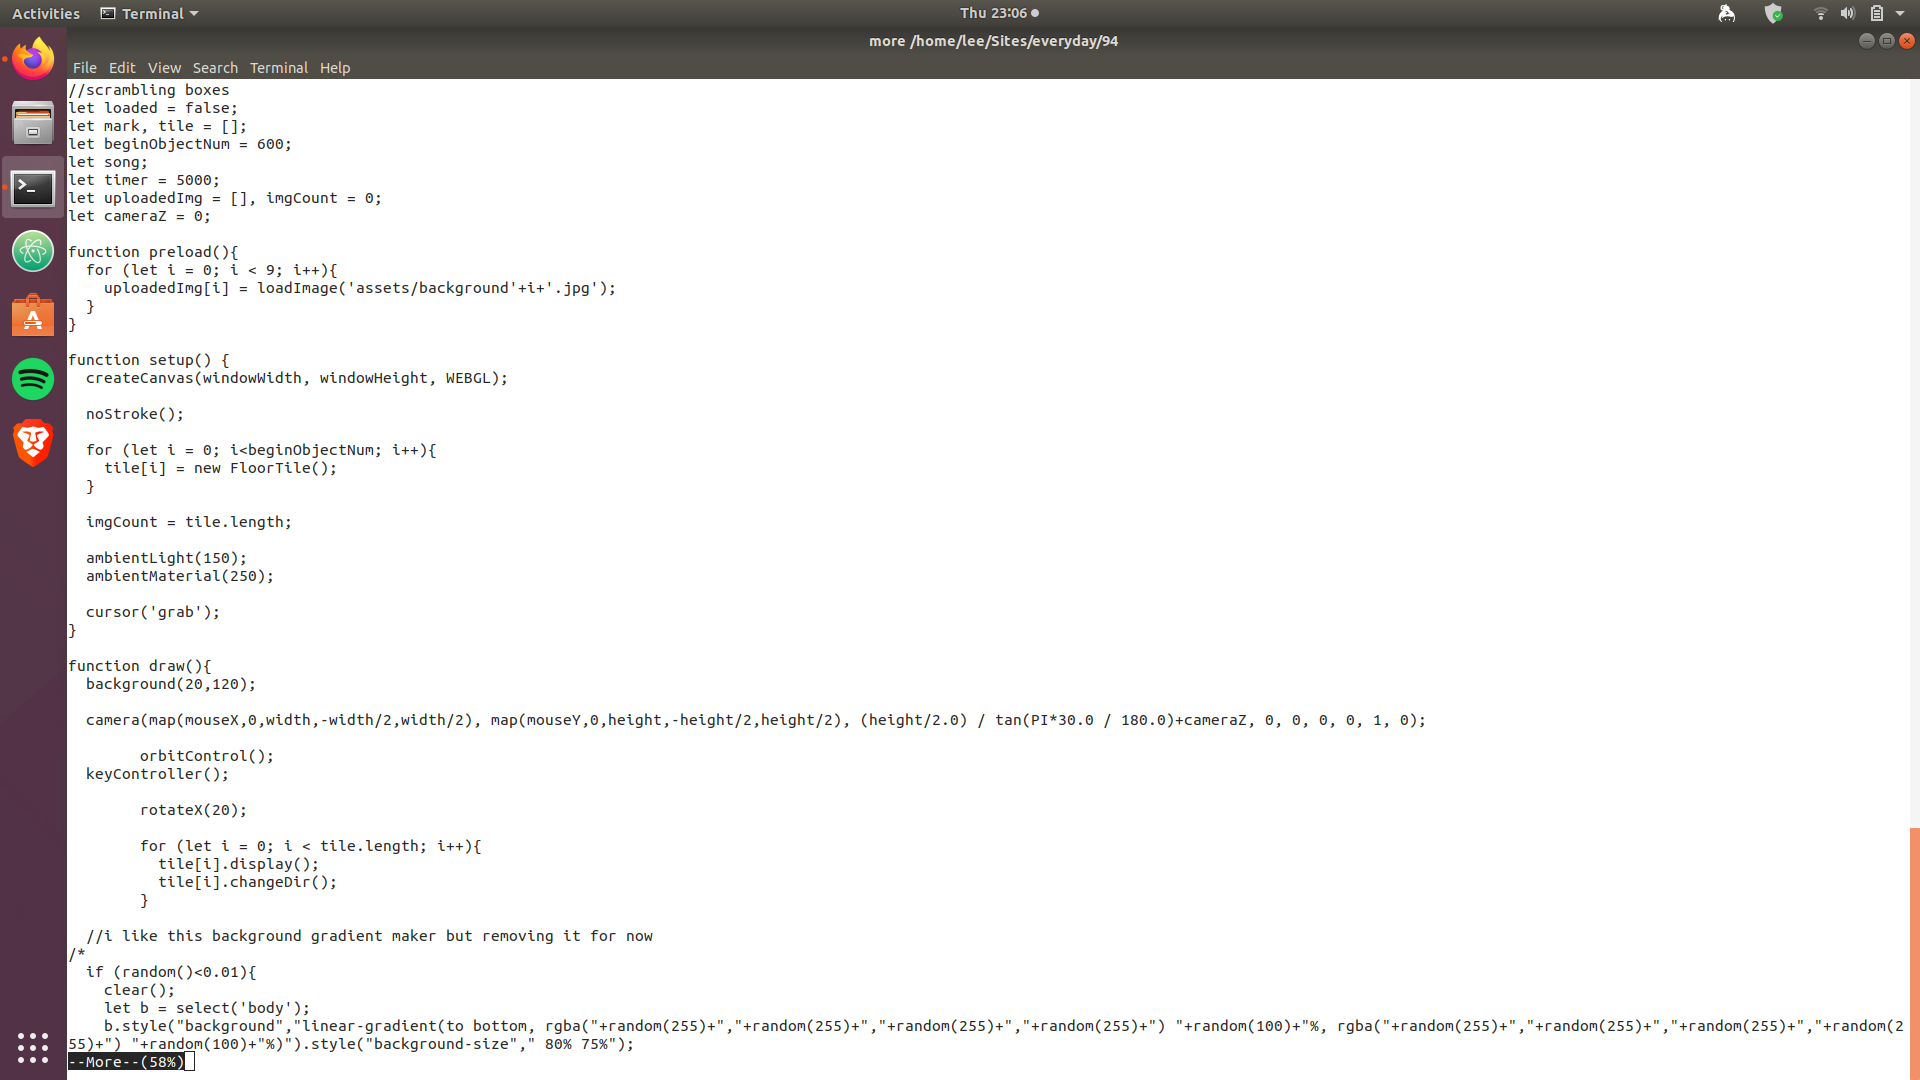 Activities
Terminal
Thu 23:06
more /home/lee/Sites/everyday/94
File Edit View Search Terminal Help
//scrambling boxes
let loaded = false;
let mark, tile = [];
let beginObjectNum = 600;
let song;
let timer = 5000;
let uploadedImg = [], imgCount = 0;
let cameraZ = 0;

function preload(){
  for (let i = 0; i < 9; i++){
    uploadedImg[i] = loadImage('assets/background'+i+'.jpg');
  }
}

function setup() {
  createCanvas(windowWidth, windowHeight, WEBGL);

  noStroke();

  for (let i = 0; i<beginObjectNum; i++){
    tile[i] = new FloorTile();
  }

  imgCount = tile.length;

  ambientLight(150);
  ambientMaterial(250);

  cursor('grab');
}

function draw(){
  background(20,120);

  camera(map(mouseX,0,width,-width/2,width/2), map(mouseY,0,height,-height/2,height/2), (height/2.0) / tan(PI*30.0 / 180.0)+cameraZ, 0, 0, 0, 0, 1, 0);

        orbitControl();
  keyController();

        rotateX(20);

        for (let i = 0; i < tile.length; i++){
          tile[i].display();
          tile[i].changeDir();
        }

  //i like this background gradient maker but removing it for now
/*
  if (random()<0.01){
    clear();
    let b = select('body');
    b.style("background","linear-gradient(to bottom, rgba("+random(255)+","+random(255)+","+random(255)+","+random(255)+") "+random(100)+"%, rgba("+random(255)+","+random(255)+","+random(255)+","+random(2
55)+") "+random(100)+"%)").style("background-size"," 80% 75%");
--More--(58%)